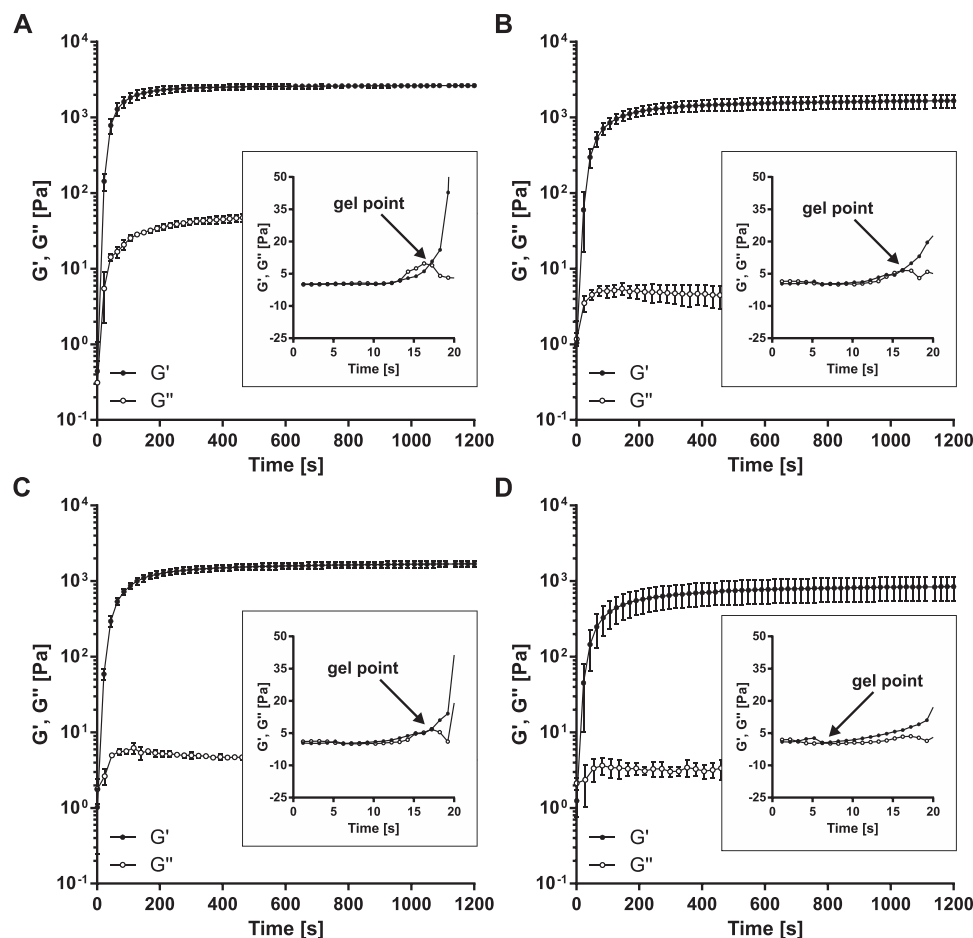 A
10⁴
10³
10²
10¹
10⁰
10⁻¹
G', G'' [Pa]
0 200 400 600 800 1000 1200
Time [s]
G'
G''
50
35
20
5
-10
-25
G', G'' [Pa]
gel point
0 5 10 15 20
Time [s]
B
10⁴
10³
10²
10¹
10⁰
10⁻¹
G', G'' [Pa]
0 200 400 600 800 1000 1200
Time [s]
G'
G''
50
35
20
5
-10
-25
G', G'' [Pa]
gel point
0 5 10 15 20
Time [s]
C
10⁴
10³
10²
10¹
10⁰
10⁻¹
G', G'' [Pa]
0 200 400 600 800 1000 1200
Time [s]
G'
G''
50
35
20
5
-10
-25
G', G'' [Pa]
gel point
0 5 10 15 20
Time [s]
D
10⁴
10³
10²
10¹
10⁰
10⁻¹
G', G'' [Pa]
0 200 400 600 800 1000 1200
Time [s]
G'
G''
50
35
20
5
-10
-25
G', G'' [Pa]
gel point
0 5 10 15 20
Time [s]